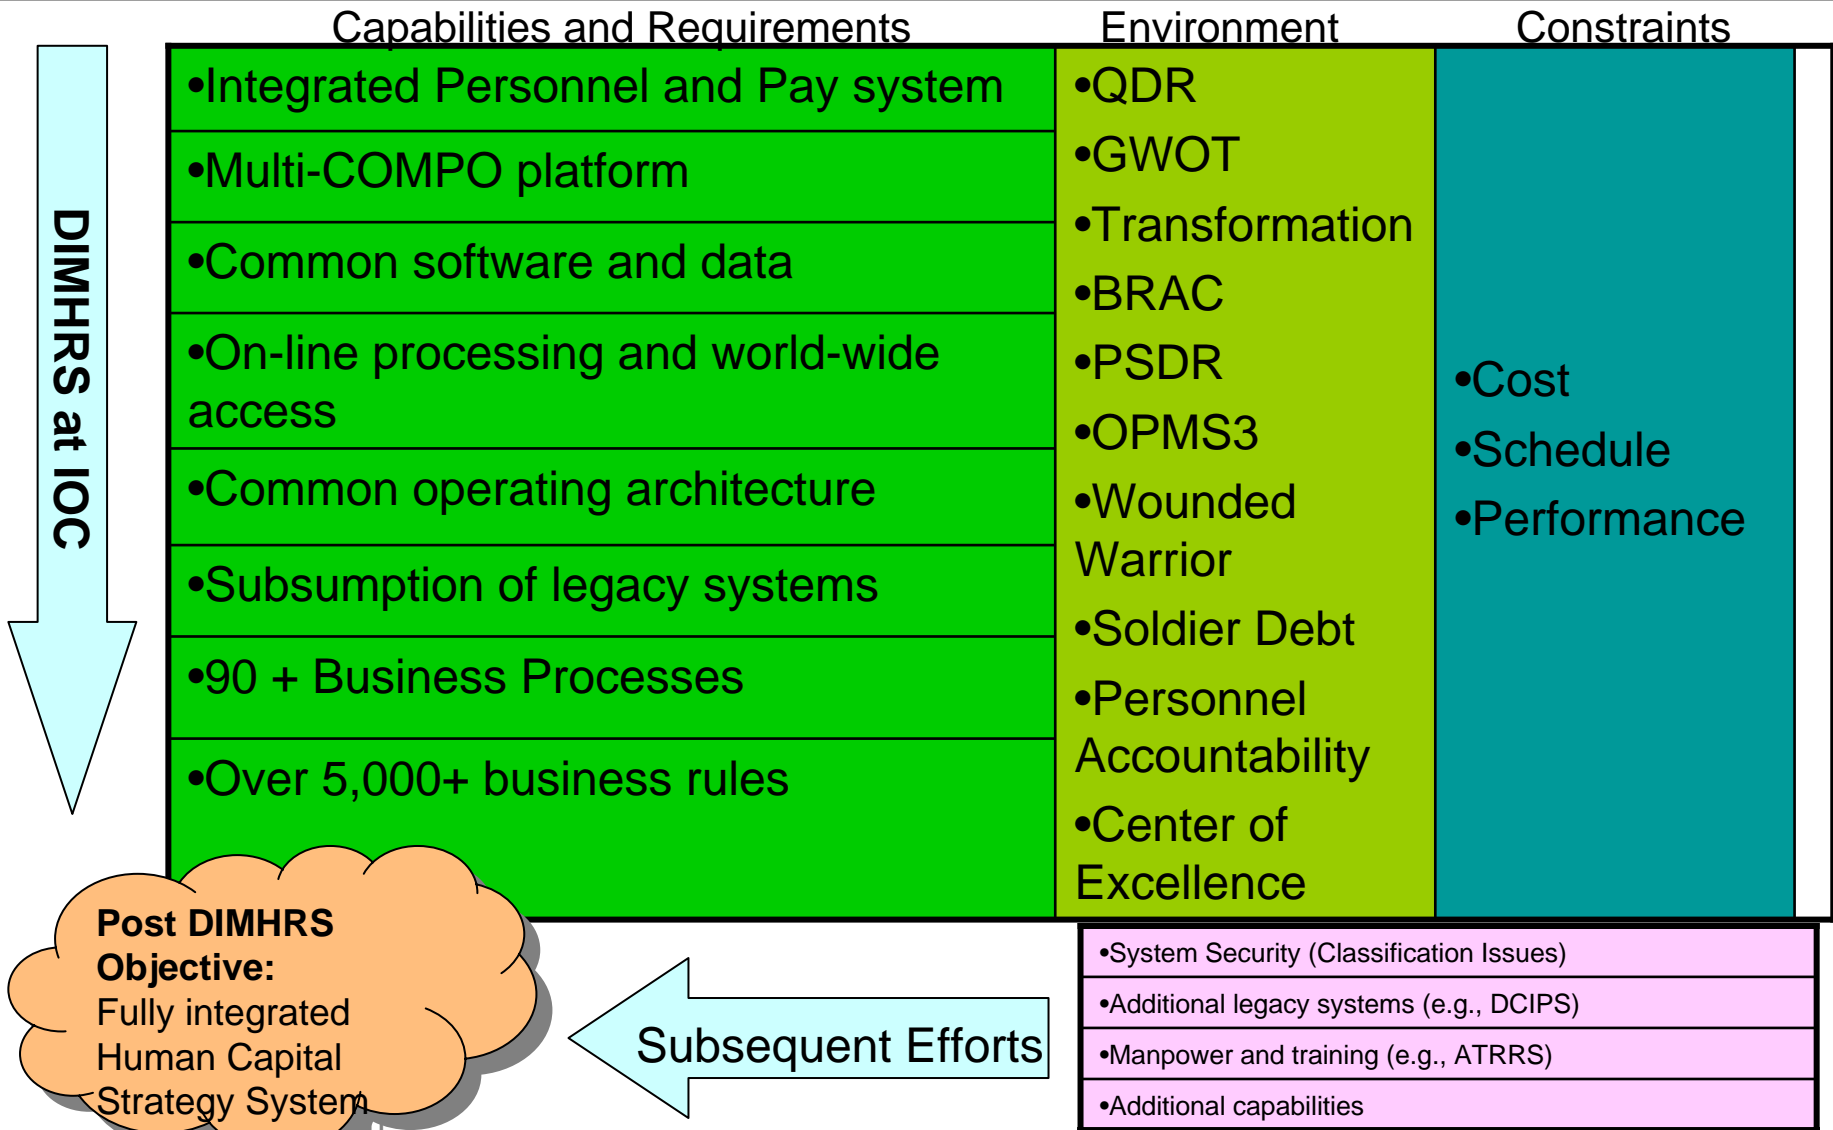 Capabilities and Requirements
Environment
Constraints
DIMHRS at IOC
•Integrated Personnel and Pay system
•Multi-COMPO platform
•Common software and data
•On-line processing and world-wide
access
•Common operating architecture
•Subsumption of legacy systems
•90 + Business Processes
•Over 5,000+ business rules
•QDR
•GWOT
•Transformation
•BRAC
•PSDR
•OPMS3
•Wounded
Warrior
•Soldier Debt
•Personnel
Accountability
•Center of
Excellence
•Cost
•Schedule
•Performance
Post DIMHRS
Objective:
Fully integrated
Human Capital
Strategy System
Subsequent Efforts
•System Security (Classification Issues)
•Additional legacy systems (e.g., DCIPS)
•Manpower and training (e.g., ATRRS)
•Additional capabilities